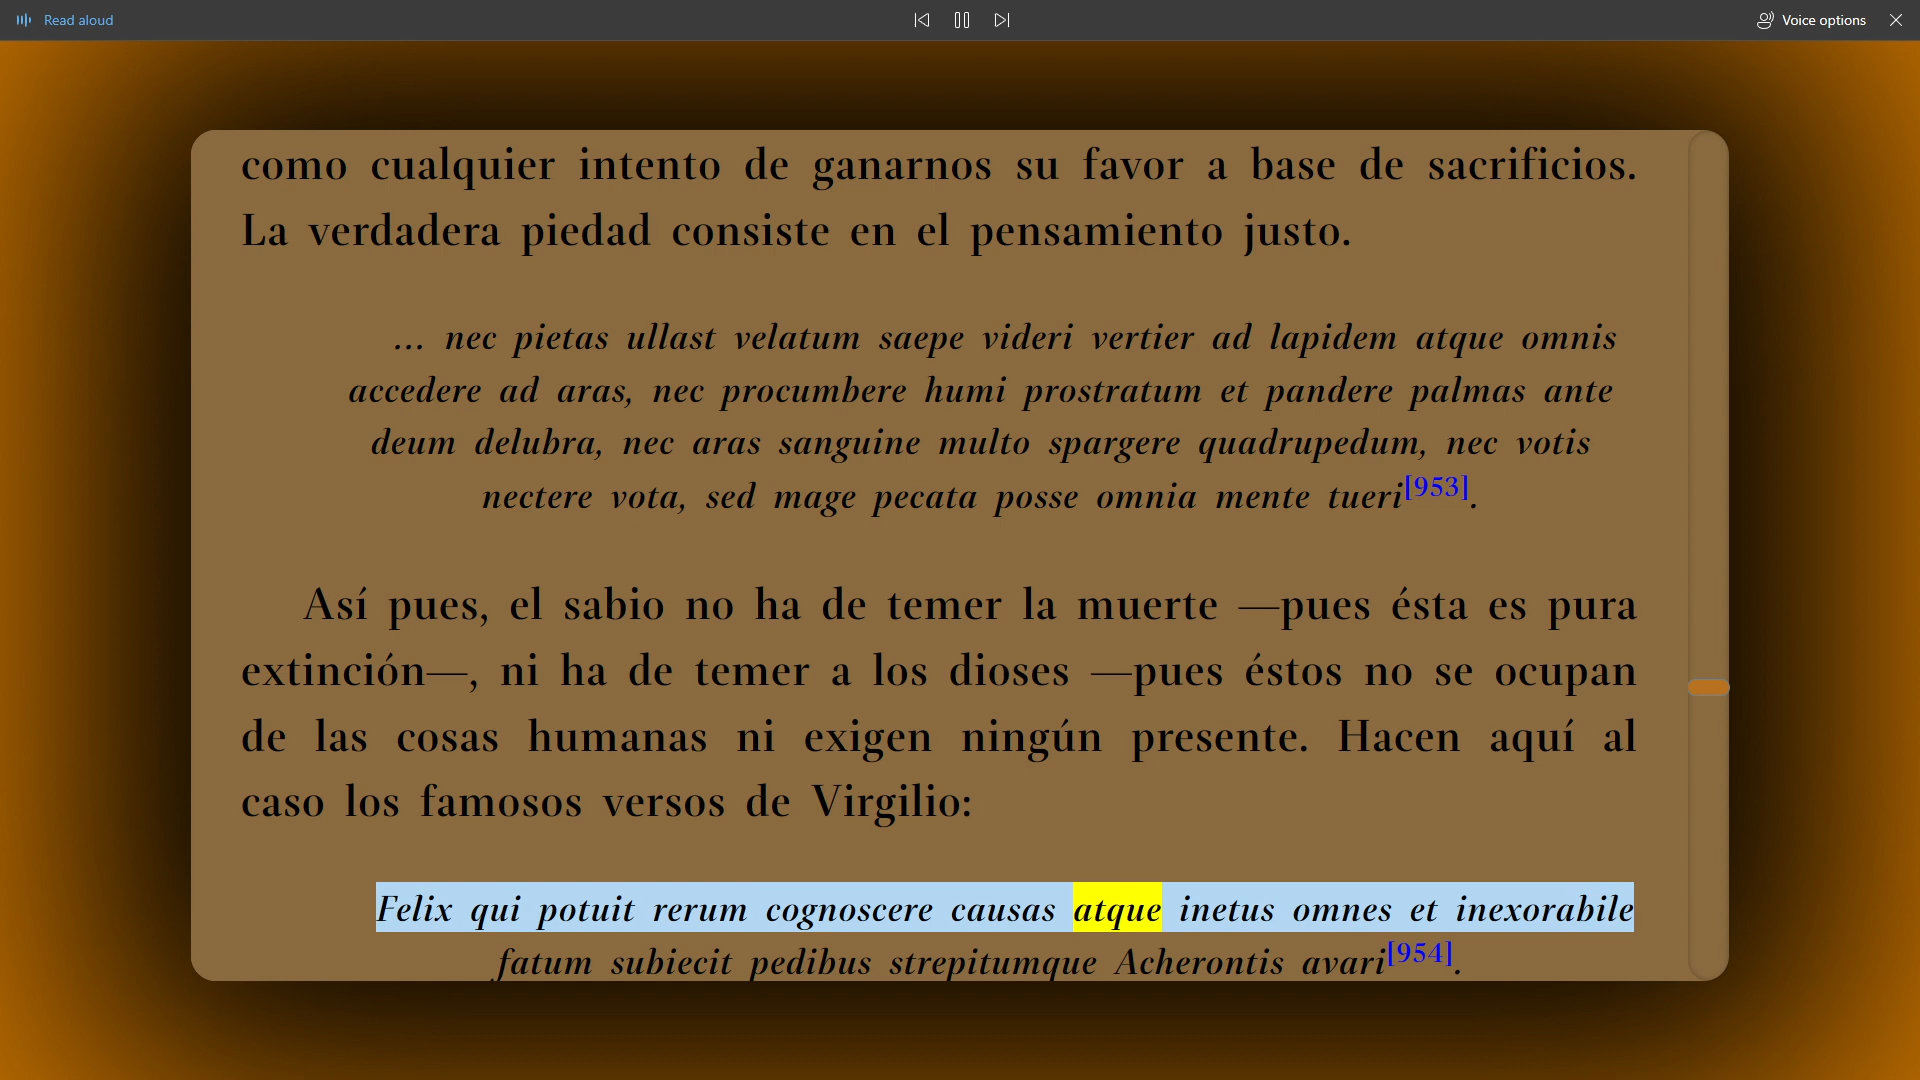 Read aloud
Voice options
como cualquier intento de ganarnos su favor a base de sacrificios.
La verdadera piedad consiste en el pensamiento justo.
... nec pietas ullast velatum saepe videri vertier ad lapidem atque omnis
accedere ad aras, nec procumbere humi prostratum et pandere palmas ante
deum delubra, nec aras sanguine multo spargere quadrupedum, nec votis
nectere vota, sed mage pecata posse omnia mente tueri[953].
Así pues, el sabio no ha de temer la muerte —pues ésta es pura
extinción—, ni ha de temer a los dioses —pues éstos no se ocupan
de las cosas humanas ni exigen ningún presente. Hacen aquí al
caso los famosos versos de Virgilio:
Felix qui potuit rerum cognoscere causas atque inetus omnes et inexorabile
fatum subiecit pedibus strepitumque Acherontis avari[954].